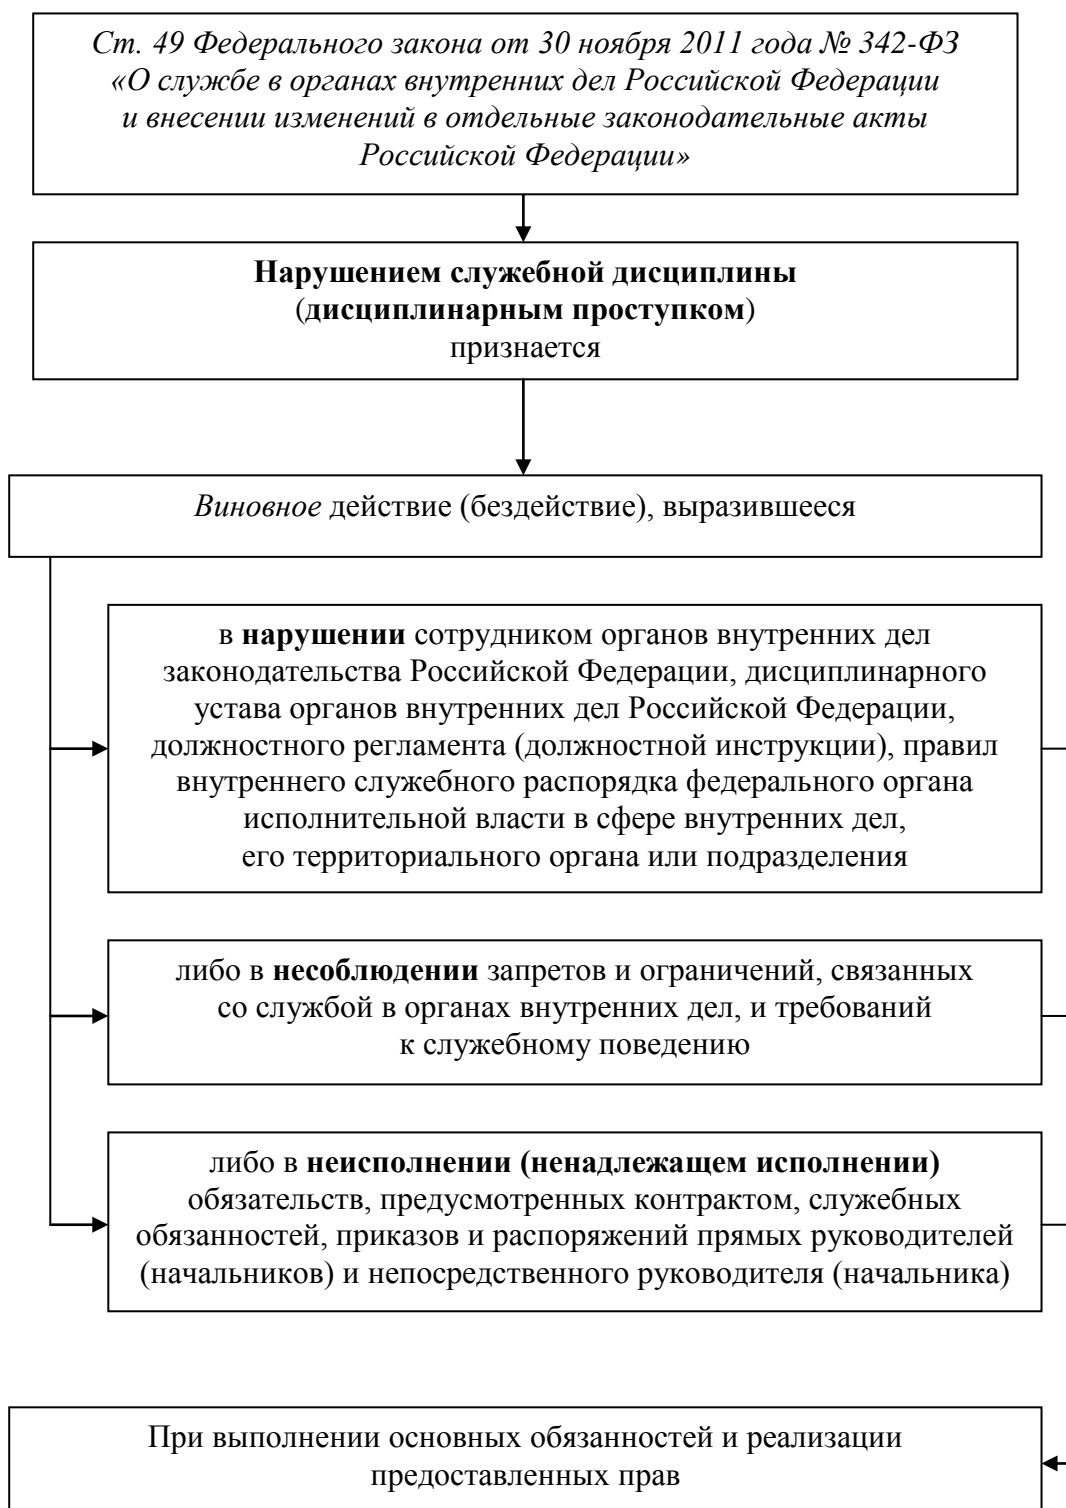 Ст. 49 Федерального закона от 30 ноября 2011 года № 342-ФЗ
«О службе в органах внутренних дел Российской Федерации
и внесении изменений в отдельные законодательные акты
Российской Федерации»
Нарушением служебной дисциплины
(дисциплинарным проступком)
признается
Виновное действие (бездействие), выразившееся
в нарушении сотрудником органов внутренних дел
законодательства Российской Федерации, дисциплинарного
устава органов внутренних дел Российской Федерации,
должностного регламента (должностной инструкции), правил
внутреннего служебного распорядка федерального органа
исполнительной власти в сфере внутренних дел,
его территориального органа или подразделения
либо в несоблюдении запретов и ограничений, связанных
со службой в органах внутренних дел, и требований
к служебному поведению
либо в неисполнении (ненадлежащем исполнении)
обязательств, предусмотренных контрактом, служебных
обязанностей, приказов и распоряжений прямых руководителей
(начальников) и непосредственного руководителя (начальника)
При выполнении основных обязанностей и реализации
предоставленных прав